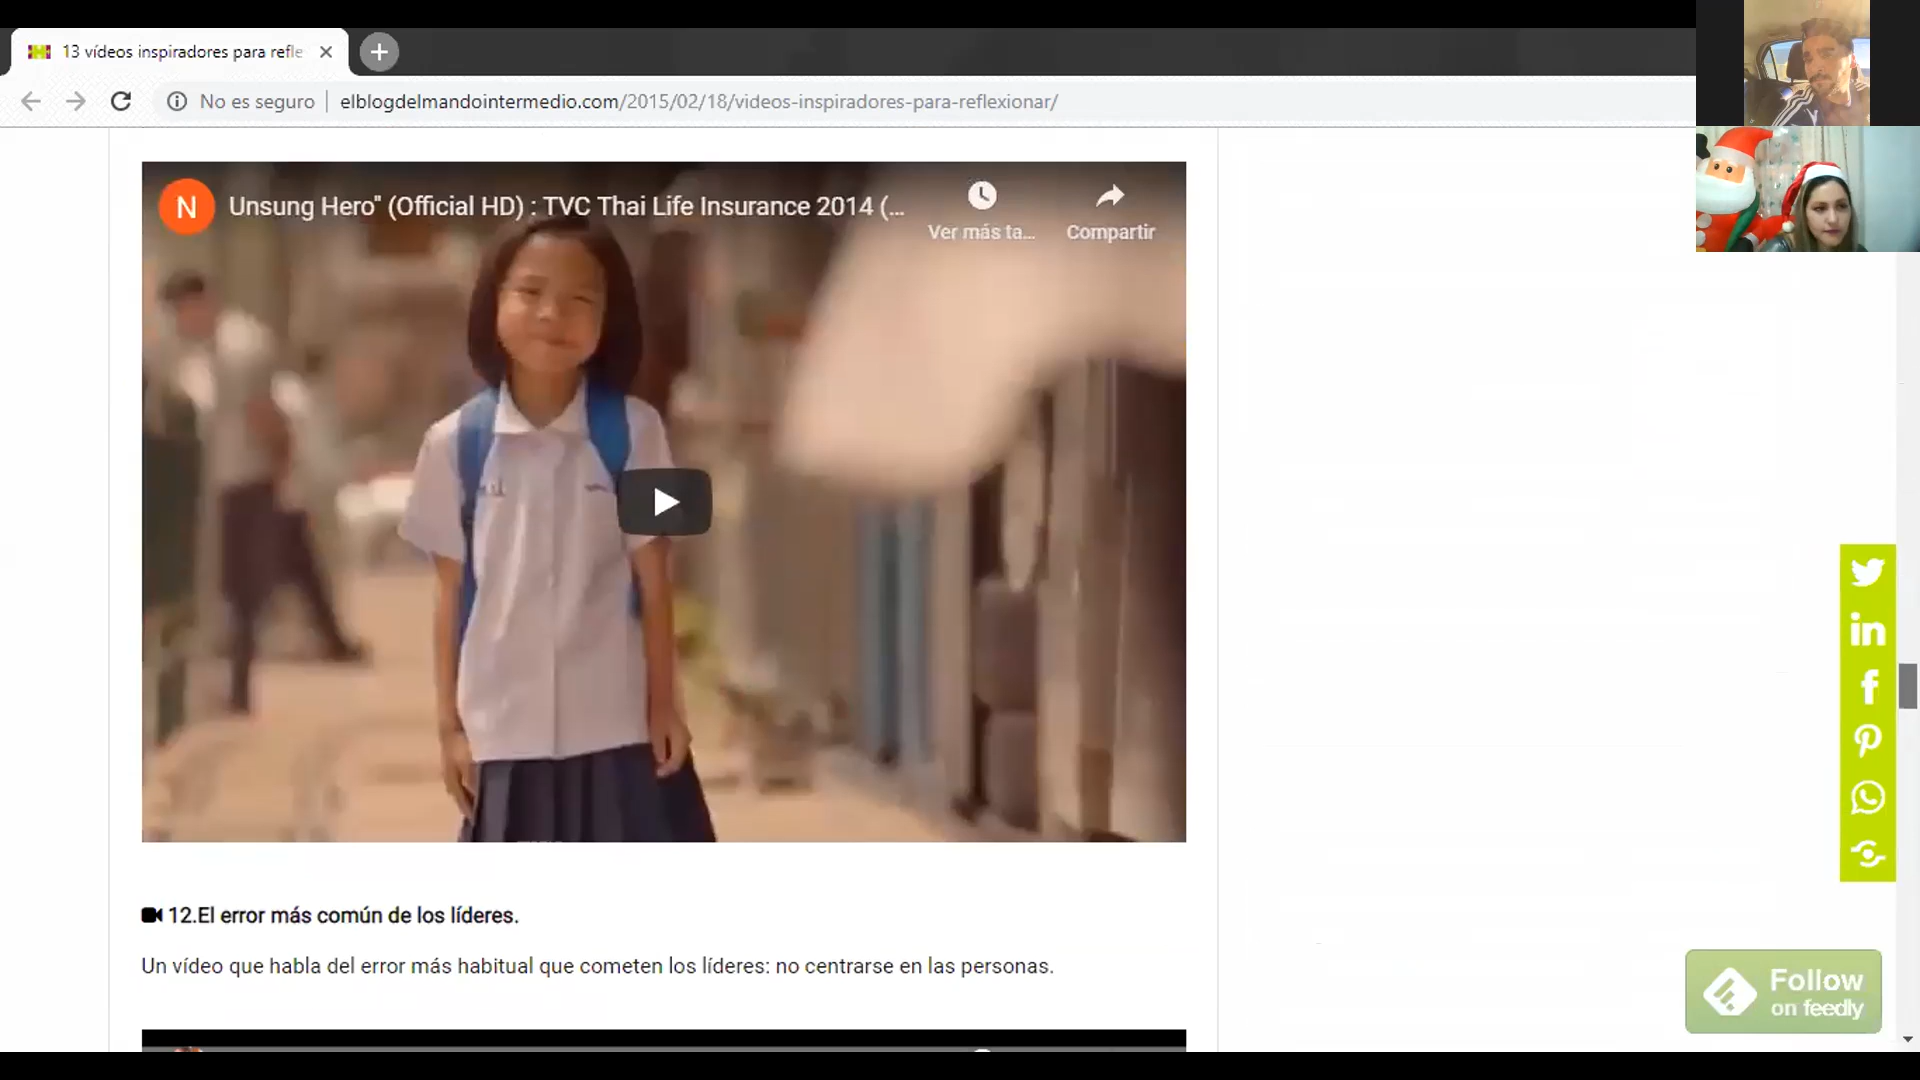 13 vídeos inspiradores para refle
No es seguro
elblogdelmandointermedio.com/2015/02/18/videos-inspiradores-para-reflexionar/
N
Unsung Hero" (Official HD) : TVC Thai Life Insurance 2014 (...
Ver más ta...
Compartir
12.El error más común de los líderes.
Un vídeo que habla del error más habitual que cometen los líderes: no centrarse en las personas.
in
f
Follow
on feedly